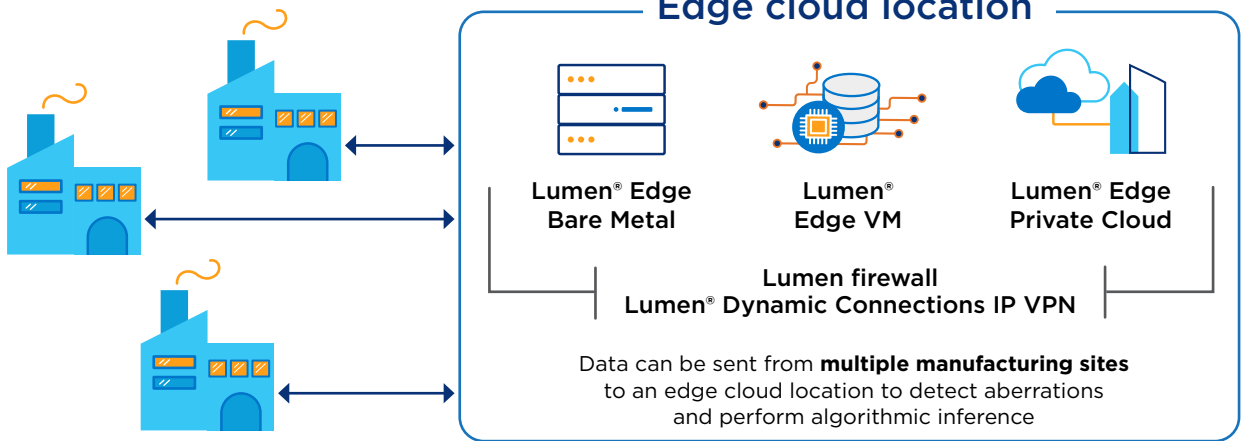 Edge cloud location
Lumen® Edge
Bare Metal
Lumen®
Edge VM
Lumen® Edge
Private Cloud
Lumen firewall
Lumen® Dynamic Connections IP VPN
Data can be sent from multiple manufacturing sites
to an edge cloud location to detect aberrations
and perform algorithmic inference